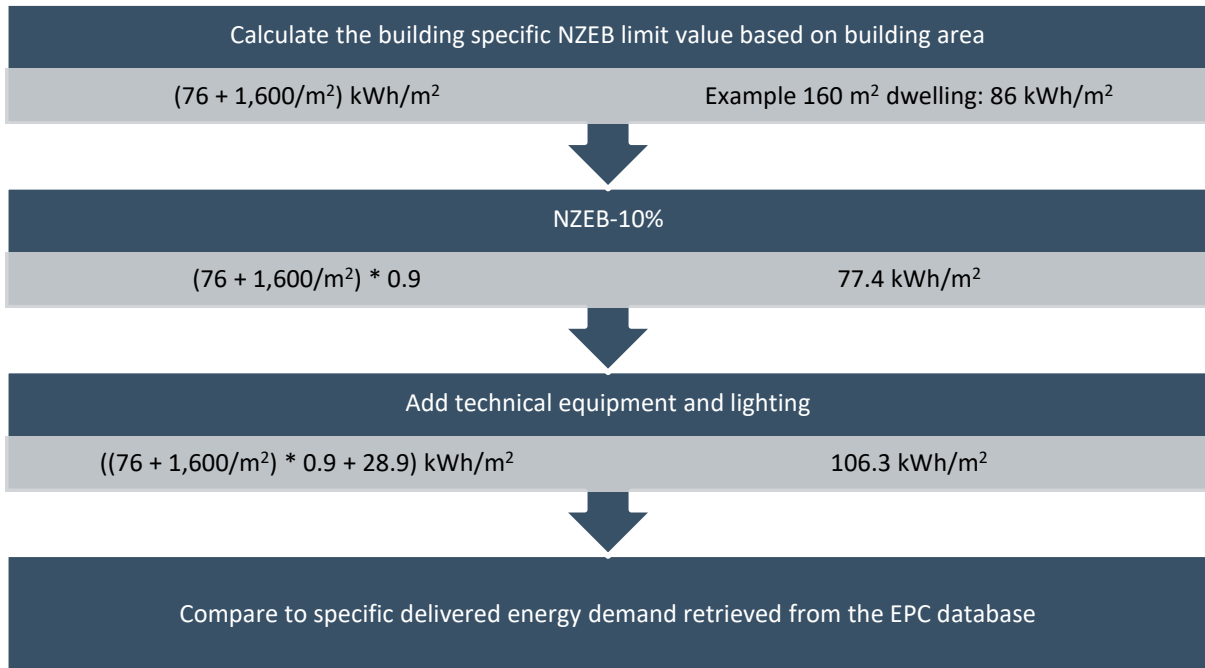 Calculate the building specific NZEB limit value based on building area
(76 + 1,600/m²) kWh/m²
Example 160 m² dwelling: 86 kWh/m²
NZEB-10%
(76 + 1,600/m²) * 0.9
77.4 kWh/m²
Add technical equipment and lighting
((76 + 1,600/m²) * 0.9 + 28.9) kWh/m²
106.3 kWh/m²
Compare to specific delivered energy demand retrieved from the EPC database